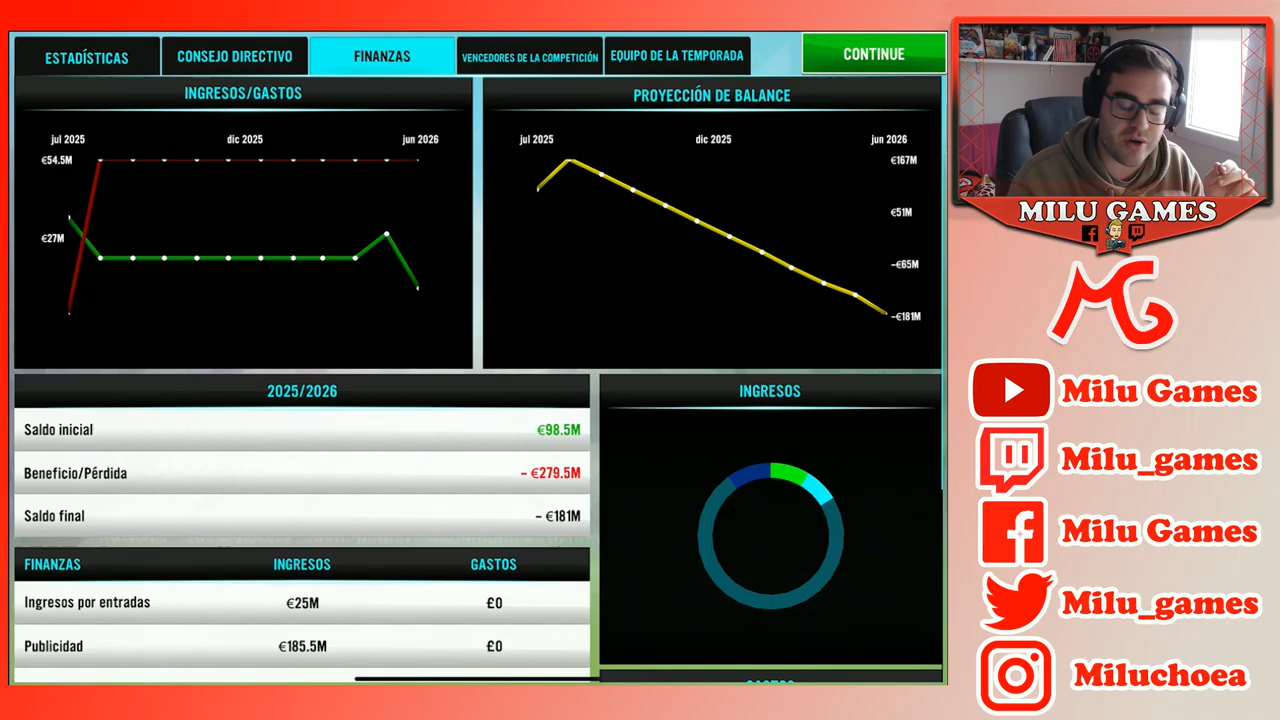 ESTADÍSTICAS
CONSEJO DIRECTIVO
FINANZAS
VENCEDORES DE LA COMPETICIÓN
EQUIPO DE LA TEMPORADA
CONTINUE
INGRESOS/GASTOS
jul 2025 dic 2025 jun 2026
€54.5M
€27M
PROYECCIÓN DE BALANCE
jul 2025 dic 2025 jun 2026
€167M
€51M
-€65M
-€181M
2025/2026
Saldo inicial €98.5M
Beneficio/Pérdida - €279.5M
Saldo final - €181M
FINANZAS INGRESOS GASTOS
Ingresos por entradas €25M £0
Publicidad €185.5M £0
INGRESOS
MILU GAMES
MG
Milu Games
Milu_games
Milu Games
Milu_games
Miluchoea